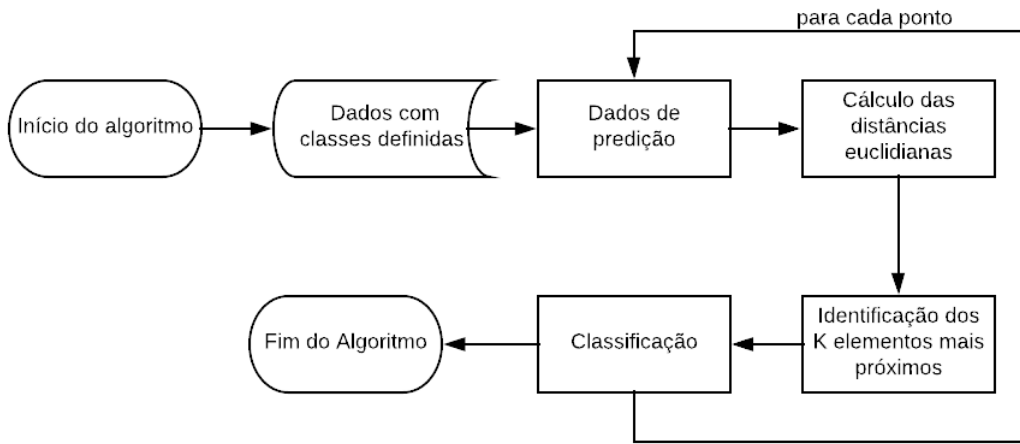 para cada ponto
Início do algoritmo
Dados com
classes definidas
Dados de
predição
Cálculo das
distâncias
euclidianas
Fim do Algoritmo
Classificação
Identificação dos
K elementos mais
próximos